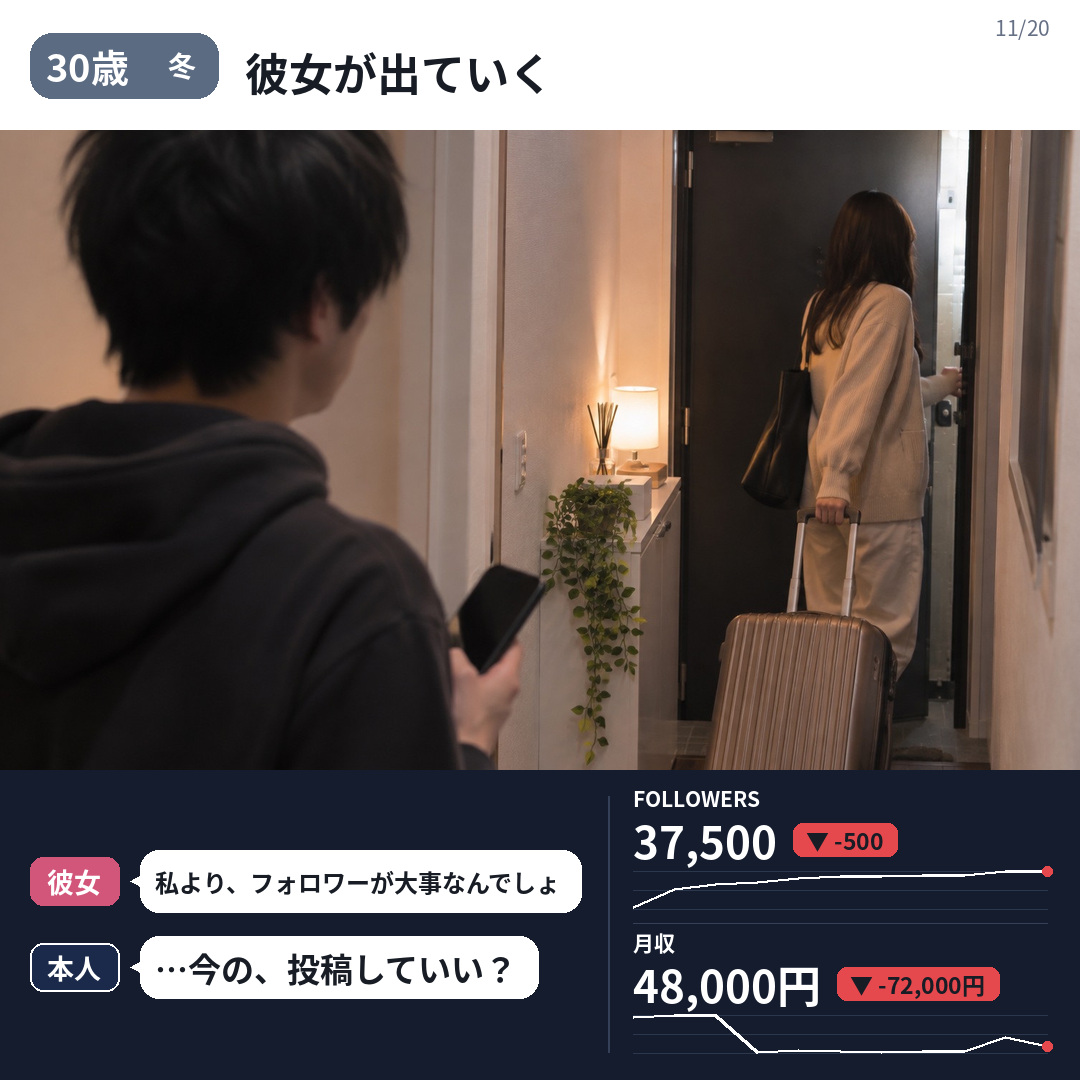 11/20
30歳 冬
彼女が出ていく
彼女
私より、フォロワーが大事なんでしょ
本人
…今の、投稿していい？
FOLLOWERS
37,500
▼ -500
月収
48,000円
▼ -72,000円